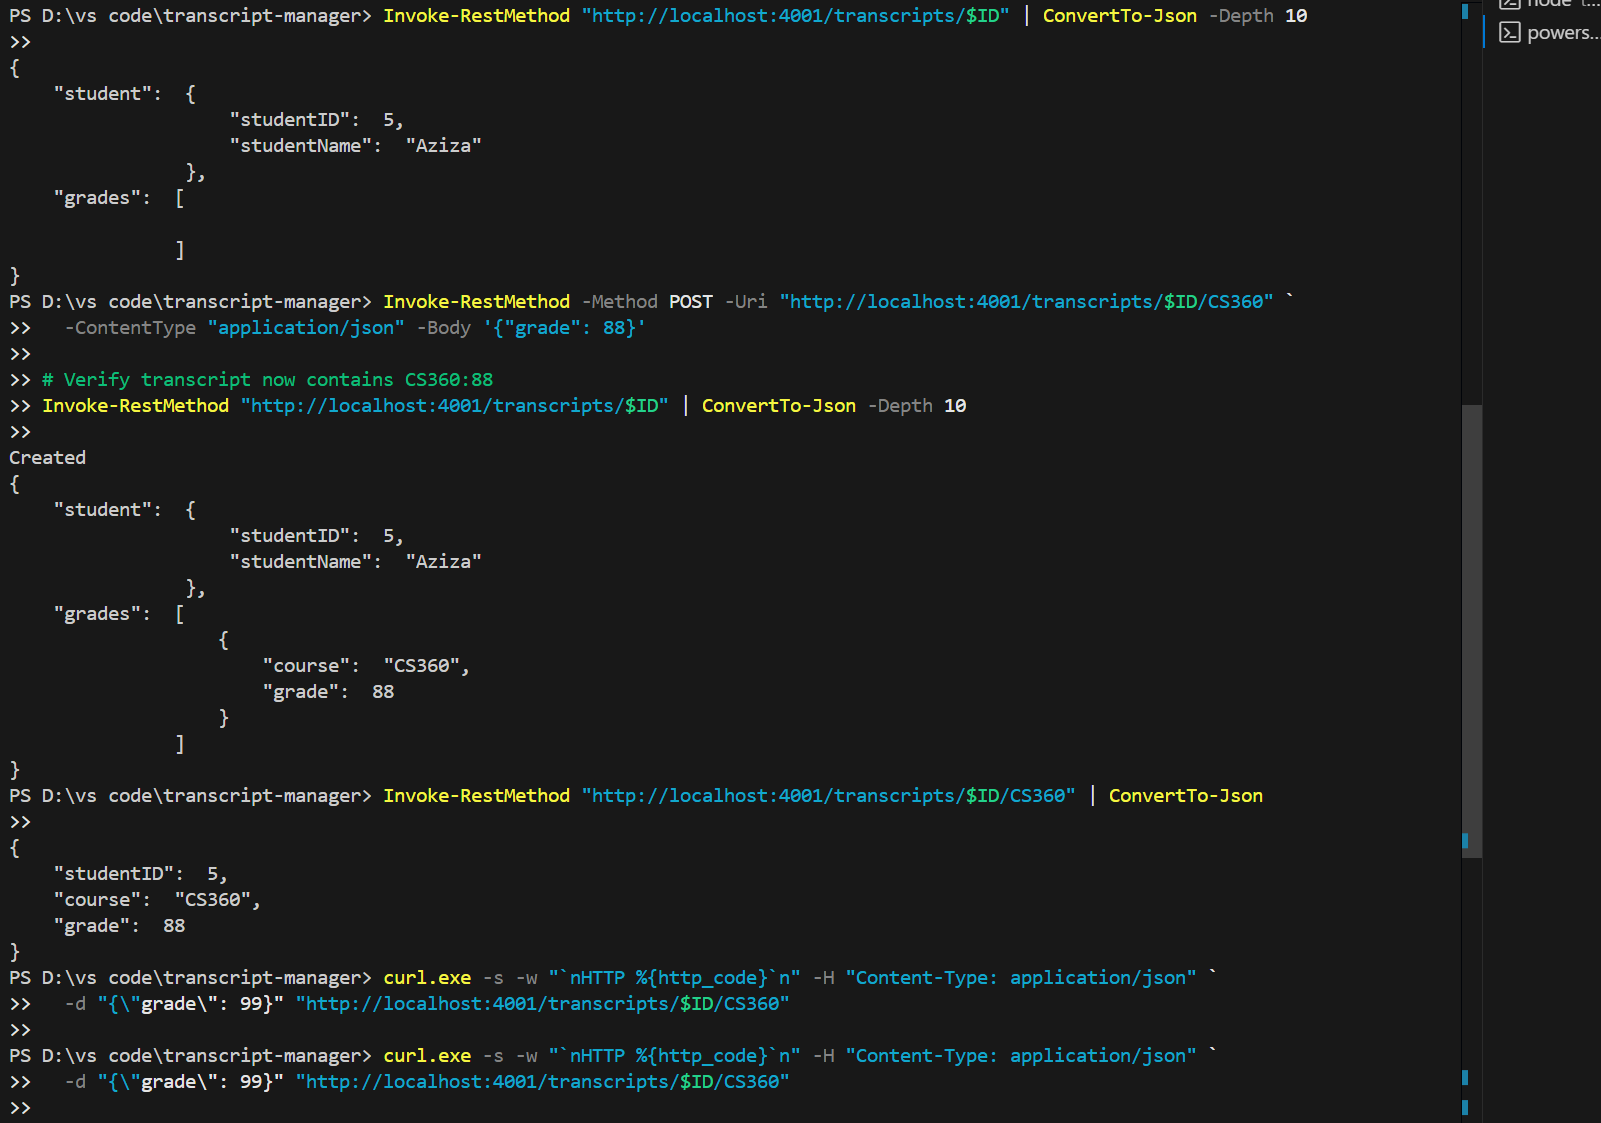 PS D:\vs code\transcript-manager> Invoke-RestMethod "http://localhost:4001/transcripts/$ID" | ConvertTo-Json -Depth 10
>>
{
    "student":  {
                    "studentID":  5,
                    "studentName":  "Aziza"
                },
    "grades":  [

               ]
}
PS D:\vs code\transcript-manager> Invoke-RestMethod -Method POST -Uri "http://localhost:4001/transcripts/$ID/CS360" `
>>   -ContentType "application/json" -Body '{"grade": 88}'
>>
>> # Verify transcript now contains CS360:88
>> Invoke-RestMethod "http://localhost:4001/transcripts/$ID" | ConvertTo-Json -Depth 10
>>
Created
{
    "student":  {
                    "studentID":  5,
                    "studentName":  "Aziza"
                },
    "grades":  [
                   {
                       "course":  "CS360",
                       "grade":  88
                   }
               ]
}
PS D:\vs code\transcript-manager> Invoke-RestMethod "http://localhost:4001/transcripts/$ID/CS360" | ConvertTo-Json
>>
{
    "studentID":  5,
    "course":  "CS360",
    "grade":  88
}
PS D:\vs code\transcript-manager> curl.exe -s -w "`nHTTP %{http_code}`n" -H "Content-Type: application/json" `
>>   -d "{\"grade\": 99}" "http://localhost:4001/transcripts/$ID/CS360"
>>
PS D:\vs code\transcript-manager> curl.exe -s -w "`nHTTP %{http_code}`n" -H "Content-Type: application/json" `
>>   -d "{\"grade\": 99}" "http://localhost:4001/transcripts/$ID/CS360"
>>
node t...
powers...